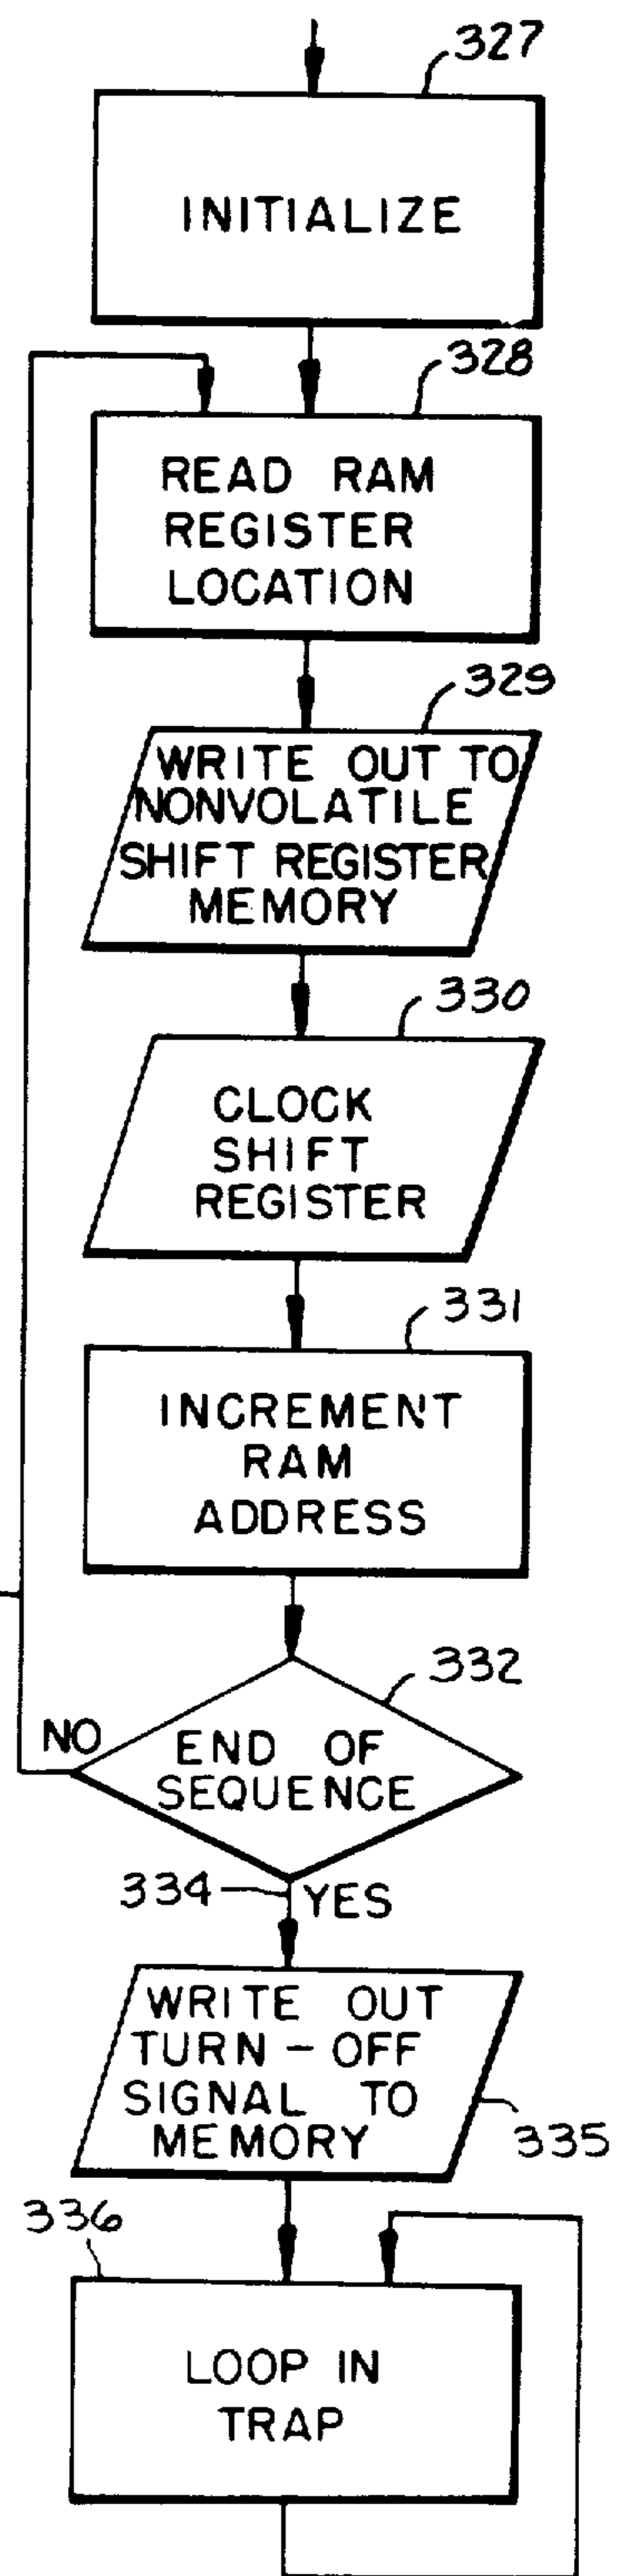 327
INITIALIZE
328
READ RAM
REGISTER
LOCATION
329
WRITE OUT TO
NONVOLATILE
SHIFT REGISTER
MEMORY
330
CLOCK
SHIFT
REGISTER
331
INCREMENT
RAM
ADDRESS
332
NO
END OF
SEQUENCE
334
YES
WRITE OUT
TURN-OFF
SIGNAL TO
MEMORY
335
336
LOOP IN
TRAP